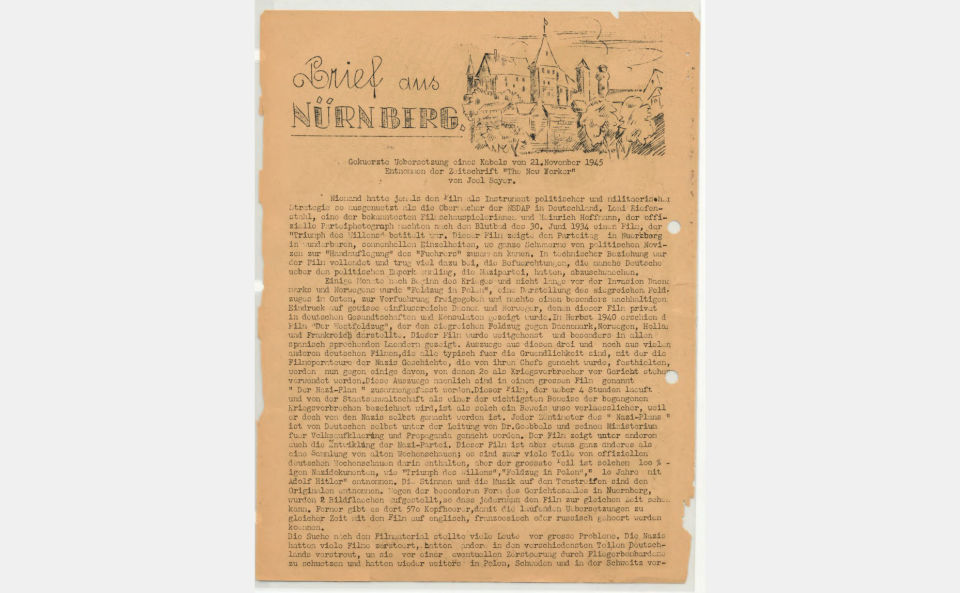 Brief aus
NÜRNBERG.
Gekuerzte Uebersetzung eines Kabels von 21.November 1945
Entnommen der Zeitschrift "The New Yorker"
von Joel Sayer.
Niemand hatte jemals den Film als Instrument politischer und militaerischer
Strategie so ausgenutzt als die Obermacher der NSDAP in Deutschland. Leni Riefen-
stahl, eine der bekanntesten Filmschauspielerinnen und Heinrich Hoffmann, der offi-
zielle Parteiphotograph machten nach den Blutbad des 30. Juni 1934 einen Film, der
"Triumph des Willens" betitelt war. Dieser Film zeigte den Parteitag in Nuernberg
in wunderbaren, sonnenhellen Einzelheiten, wo ganze Schwaerme von politischen Novi-
zen zur "Handauflegung" des "Fuehrers" zusammen kamen. In technischer Beziehung war
der Film vollendet und trug viel dazu bei, die Befuerchtungen, die manche Deutsche
ueber den politischen Emporkoemmling, die Nazipartei, hatten, abzuschwaechen.
Einige Monate nach Beginn des Krieges und nicht lange vor der Invasion Daene
marks und Norwegens wurde "Feldzug in Polen", eine Darstellung des siegreichen Feld-
zuges in Osten, zur Vorfuehrung freigegeben und machte einen besonders nachhaltigen
Eindruck auf gewisse einflussreiche Daenen und Norweger, denen dieser Film privat
in deutschen Gesandtschaften und Konsulaten gezeigt wurde.In Herbst 1940 erschien d
Film "Der Westfeldzug", der den siegreichen Feldzug gegen Daenemark,Norwegen, Hollan
und Frankreich darstellte. Dieser Film wurde weitgehenst und besonders in allen
spanisch sprechenden Laendern gezeigt. Auszuege aus diesen drei und noch aus vielen
anderen deutschen Filmen,die alle typisch fuer die Gruendlichkeit sind, mit der die
Filmoperateure der Nazis Geschichte, die von ihren Chefs gemacht wurde, festhielten,
werden nun gegen einige davon, von denen 2o als Kriegsverbrecher vor Gericht stehen
verwendet werden.Diese Auszuege naemlich sind in einen grossen Film genannt
" Der Nazi-Plan " zusammengefasst worden.Dieser Film, der ueber 4 Stunden laeuft
und von der Staatsanwaltschaft als einer der wichtigsten Beweise der begangenen
Kriegsverbrechen bezeichnet wird,ist als solch ein Beweis umso verlaesslicher, weil
er doch von den Nazis selbst gemacht worden ist. Jeder Zentimeter des " Nazi-Plans "
ist von Deutschen selbst unter der Leitung von Dr.Goebbels und seinen Ministerium
fuer Volksaufklaerung und Propaganda gemacht worden. Der Film zeigt unter anderen
auch die Entwicklung der Nazi-Partei. Dieser Film ist aber etwas ganz anderes als
eine Sammlung von alten Wochenschauen; es sind zwar viele Teile von offiziellen
deutschen Wochenschauen darin enthalten, aber der grossste Teil ist solchen loo % -
igen Nazidokumenten, wie "Triumph des Willens","Feldzug in Polen"," 1o Jahre mit
Adolf Hitler" entnommen. Die Stimmen und die Musik auf den Tonstreifen sind den
Originalen entnommen. Wegen der besonderen Form des Gerichtssaales in Nuernberg,
wurden 2 Bildflaechen aufgestellt,so dass jedermann den Film zur gleichen Zeit sehen
kann. Ferner gibt es dort 57o Kopfhoerer,damit die laufenden Uebersetzungen zu
gleicher Zeit mit den Film auf englisch, franzoesisch oder russisch gehoert werden
koennen.
Die Suche nach den Filmmaterial stellte viele Leute vor grosse Probleme. Die Nazis
hatten viele Filme zerstoert, hatten andere in den verschiedensten Teilen Deutsch-
lands verstreut, um sie vor einer eventuellen Zerstoerung durch Fliegerbombardeme
zu schuetzen und hatten wieder weitere in Polen, Schweden und in der Schweitz ver-